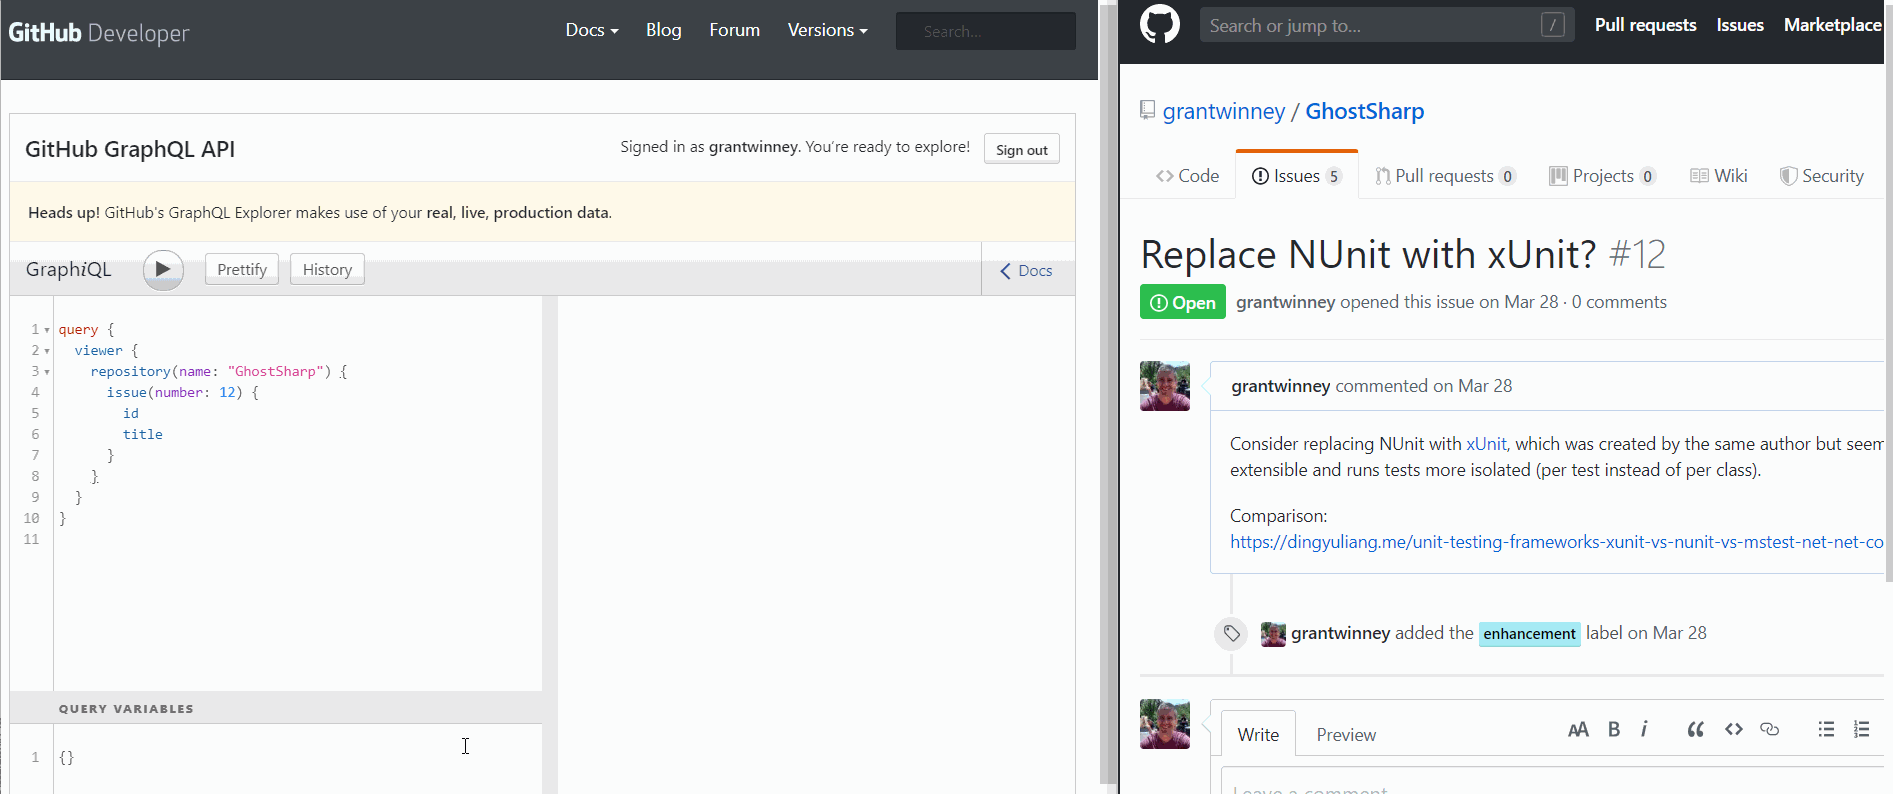 GitHub Developer
Docs Blog Forum Versions Search...
GitHub GraphQL API
Signed in as grantwinney. You're ready to explore! Sign out
Heads up! GitHub's GraphQL Explorer makes use of your real, live, production data.
GraphiQL Prettify History Docs
1 query {
2 viewer {
3 repository(name: "GhostSharp") {
4 issue(number: 12) {
5 id
6 title
7 }
8 }
9 }
10 }
11
QUERY VARIABLES
1 {}
Search or jump to... / Pull requests Issues Marketplace
grantwinney / GhostSharp
Code Issues 5 Pull requests 0 Projects 0 Wiki Security
Replace NUnit with xUnit? #12
Open grantwinney opened this issue on Mar 28 · 0 comments
grantwinney commented on Mar 28
Consider replacing NUnit with xUnit, which was created by the same author but seem
extensible and runs tests more isolated (per test instead of per class).
Comparison:
https://dingyuliang.me/unit-testing-frameworks-xunit-vs-nunit-vs-mstest-net-net-co
grantwinney added the enhancement label on Mar 28
Write Preview AA B i
Leave a comment